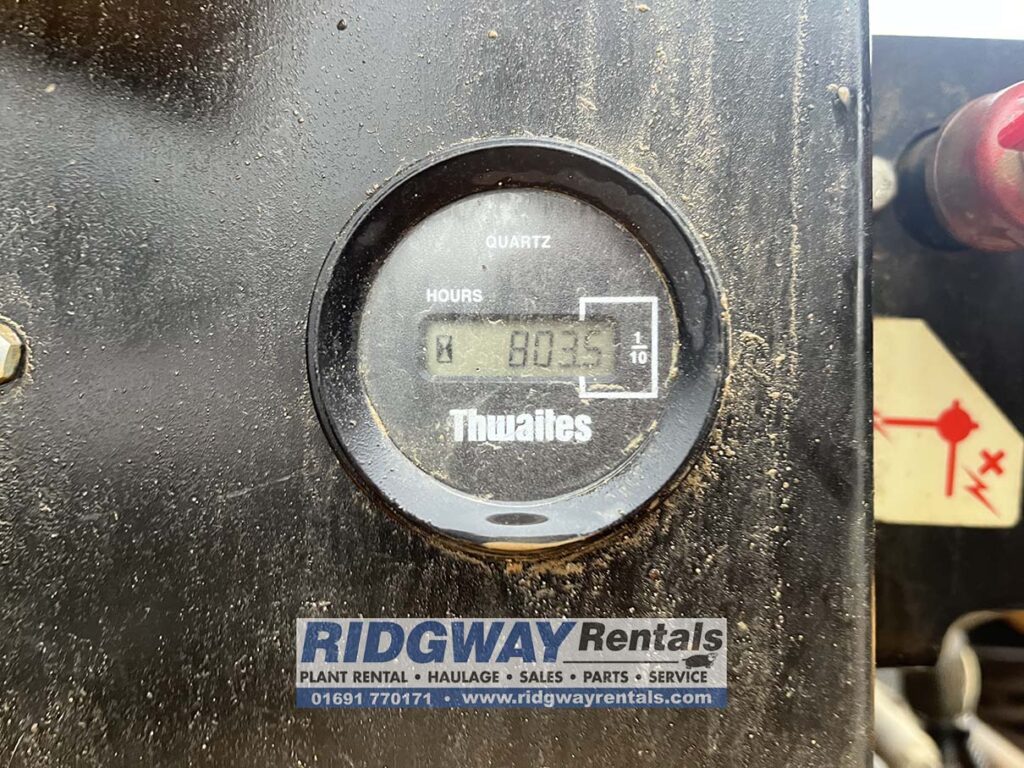 QUARTZ
HOURS
803.5
1/10
Thwaites
RIDGWAY Rentals
PLANT RENTAL • HAULAGE • SALES • PARTS • SERVICE
01691 770171 • www.ridgwayrentals.com